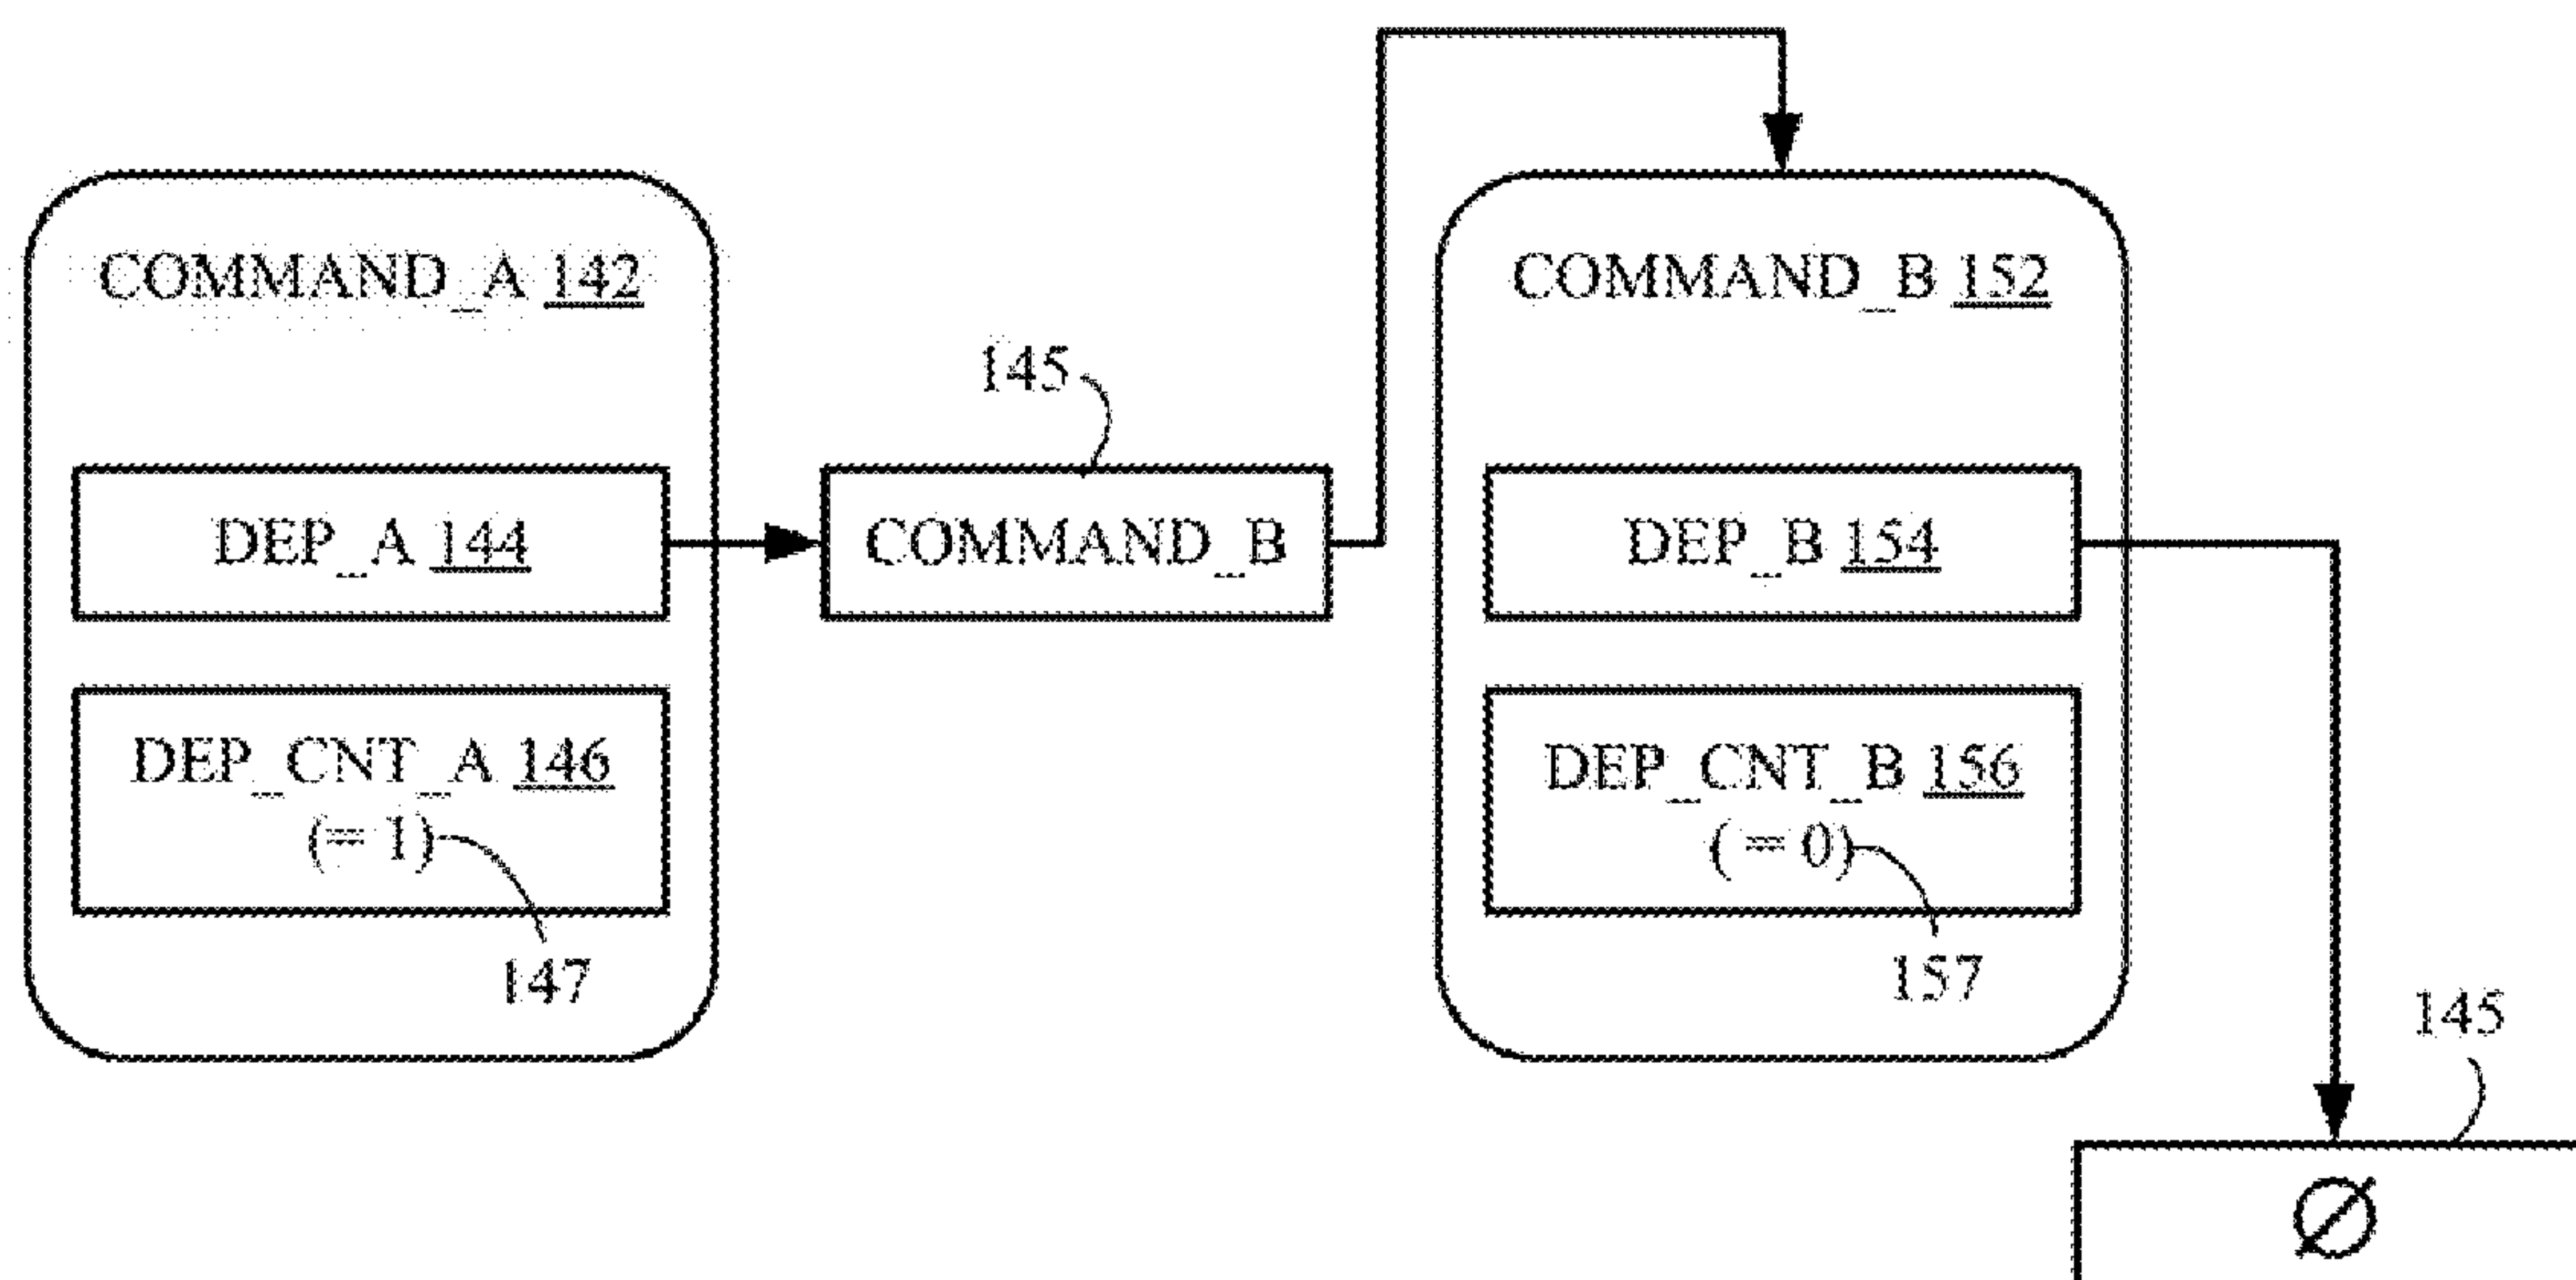 COMMAND_A 142
DEP_A 144
DEP_CNT_A 146
(= 1)
147
145
COMMAND_B
COMMAND_B 152
DEP_B 154
DEP_CNT_B 156
( = 0)
157
145
Ø